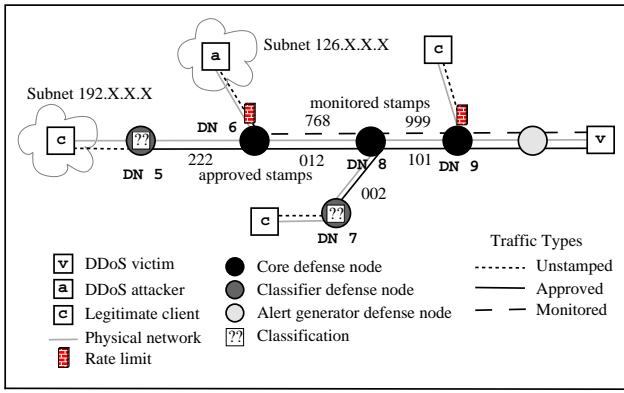 Subnet 126.X.X.X
a
c
Subnet 192.X.X.X
monitored stamps
DN 6
768
999
c
??
v
DN 5
222
approved stamps
012
DN 8
101
DN 9
002
c
??
DN 7
v DDoS victim
a DDoS attacker
c Legitimate client
Physical network
Rate limit
Core defense node
Classifier defense node
Alert generator defense node
?? Classification
Traffic Types
Unstamped
Approved
Monitored